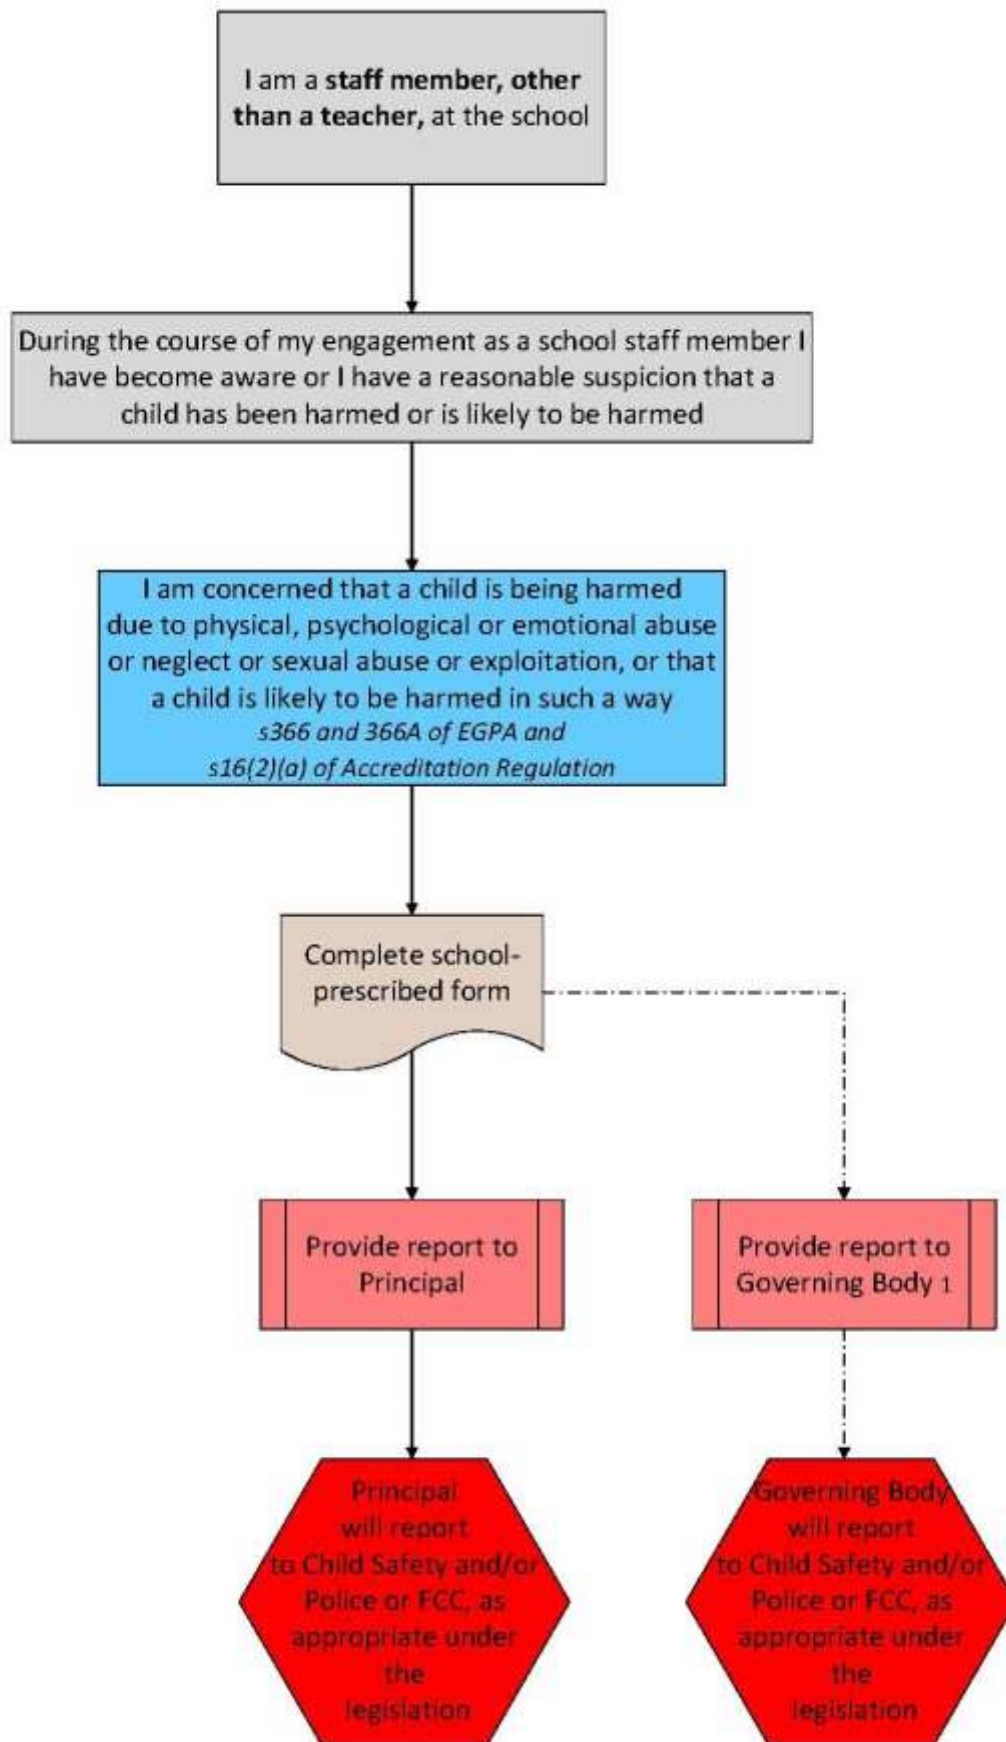 I am a staff member, other
than a teacher, at the school
During the course of my engagement as a school staff member I
have become aware or I have a reasonable suspicion that a
child has been harmed or is likely to be harmed
I am concerned that a child is being harmed
due to physical, psychological or emotional abuse
or neglect or sexual abuse or exploitation, or that
a child is likely to be harmed in such a way
s366 and 366A of EGPA and
s16(2)(a) of Accreditation Regulation
Complete school-
prescribed form
Provide report to
Principal
Provide report to
Governing Body 1
Principal
will report
to Child Safety and/or
Police or FCC, as
appropriate under
the
legislation
Governing Body
will report
to Child Safety and/or
Police or FCC, as
appropriate under
the
legislation